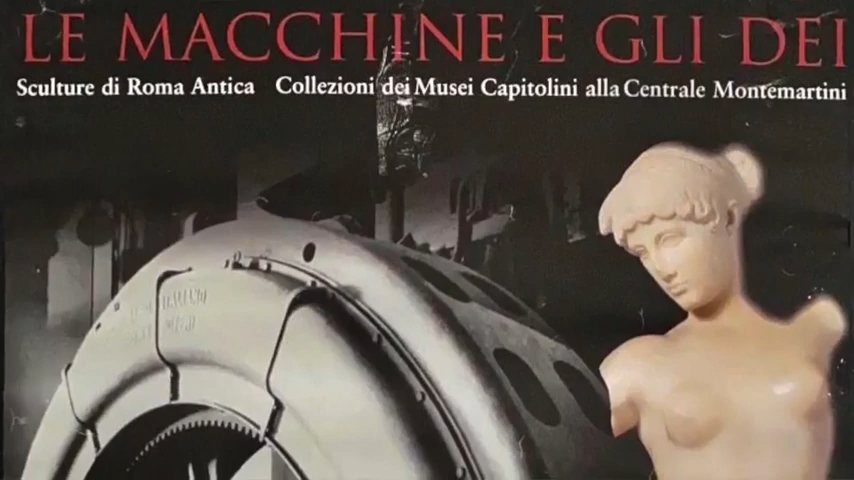 LE MACCHINE E GLI DEI
Sculture di Roma Antica Collezioni dei Musei Capitolini alla Centrale Montemartini